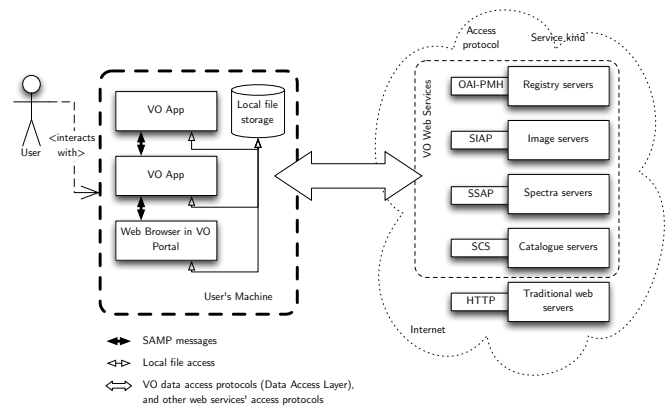 Access
protocol
Service kind
VO App
Local file
storage
VO Web Services
OAI-PMH
Registry servers
User
<interacts
with>
VO App
SIAP
Image servers
SSAP
Spectra servers
Web Browser in VO
Portal
SCS
Catalogue servers
User's Machine
HTTP
Traditional web
servers
Internet
SAMP messages
Local file access
VO data access protocols (Data Access Layer),
and other web services' access protocols